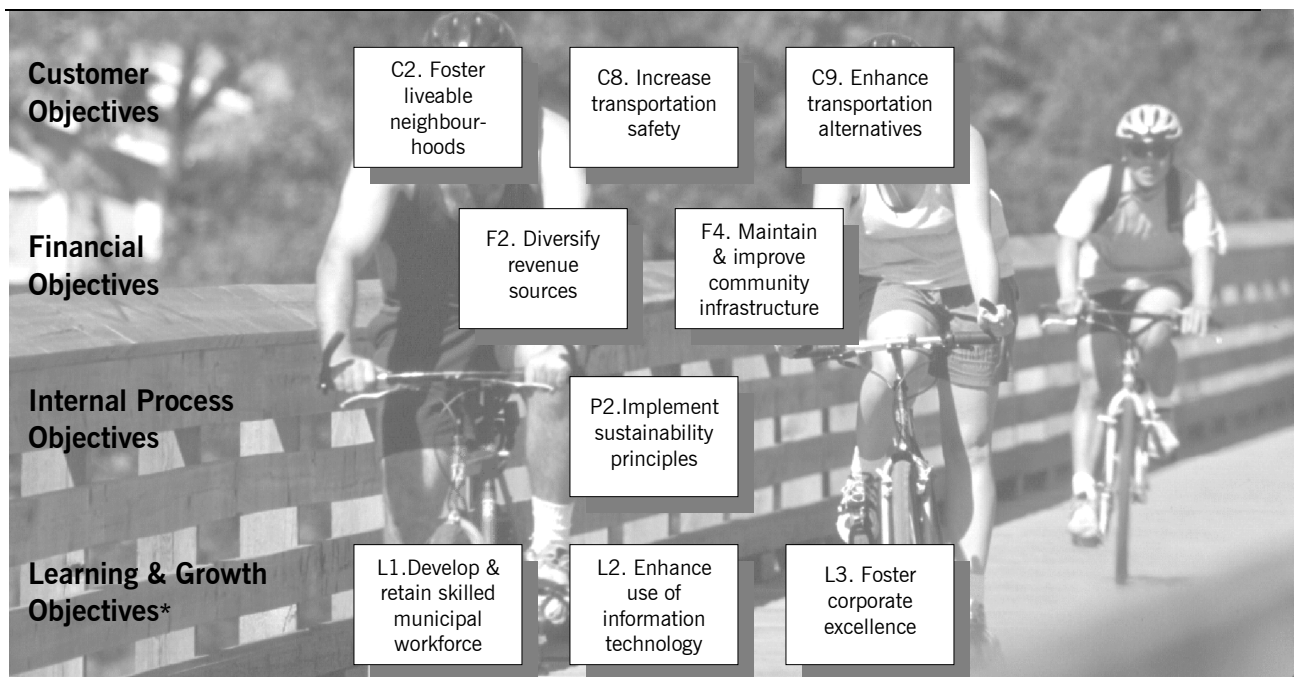 Customer
Objectives
C2. Foster
liveable
neighbour-
hoods
C8. Increase
transportation
safety
C9. Enhance
transportation
alternatives
Financial
Objectives
F2. Diversify
revenue
sources
F4. Maintain
& improve
community
infrastructure
Internal Process
Objectives
P2.Implement
sustainability
principles
Learning & Growth
Objectives*
L1.Develop &
retain skilled
municipal
workforce
L2. Enhance
use of
information
technology
L3. Foster
corporate
excellence